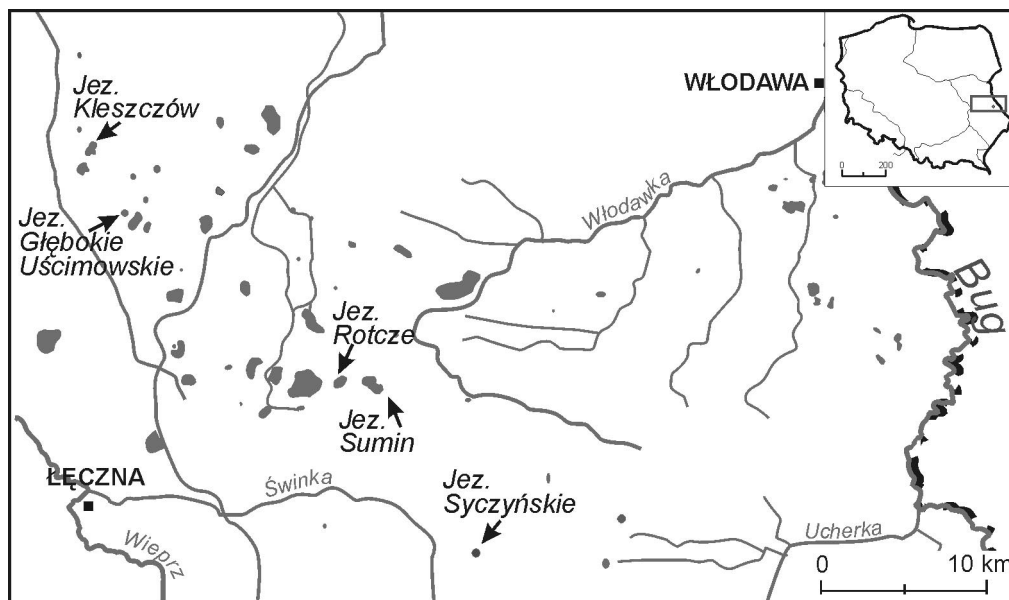 Jez.
Kleszczów
WŁODAWA
0 200
Włodawka
Jez.
Głębokie
Uścimowskie
Bug
Jez.
Rotcze
Jez.
Sumin
ŁĘCZNA
Świnka
Jez.
Syczyńskie
Wieprz
Ucherka
0 10 km